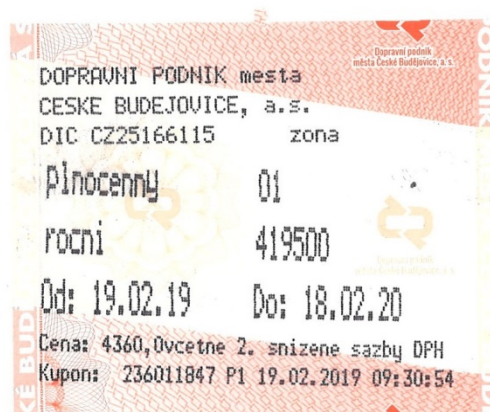 Dopravní podnik
města České Budějovice, a. s.
DOPRAVNI PODNIK mesta
CESKE BUDEJOVICE, a.s.
DIC CZ25166115 zona
plnocenny 01
rocni 419500
Od: 19.02.19 Do: 18.02.20
Cena: 4360,0vcetne 2. snizene sazby DPH
Kupon: 236011847 P1 19.02.2019 09:30:54